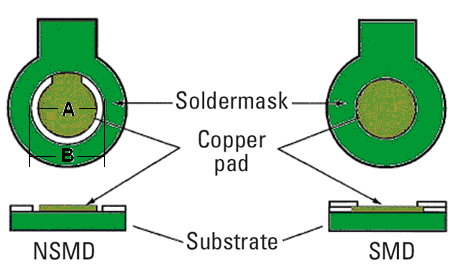 A
B
Soldermask
Copper
pad
Substrate
NSMD
SMD